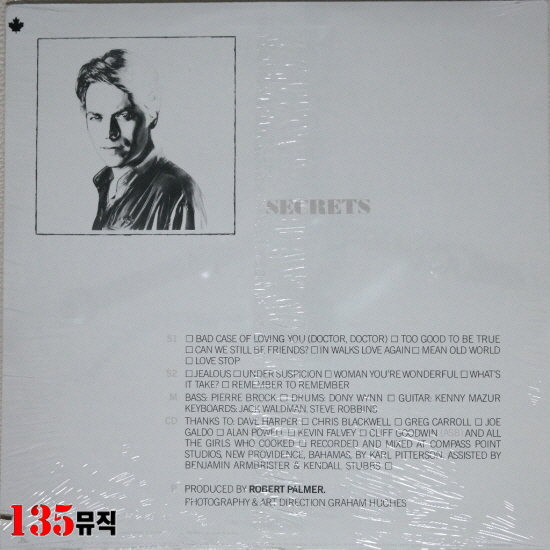 SECRETS
S1 ☐ BAD CASE OF LOVING YOU (DOCTOR, DOCTOR) ☐ TOO GOOD TO BE TRUE
☐ CAN WE STILL BE FRIENDS? ☐ IN WALKS LOVE AGAIN ☐ MEAN OLD WORLD
☐ LOVE STOP
S2 ☐ JEALOUS ☐ UNDER SUSPICION ☐ WOMAN YOU'RE WONDERFUL ☐ WHAT'S
IT TAKE? ☐ REMEMBER TO REMEMBER
M BASS: PIERRE BROCK ☐ DRUMS: DONY WYNN ☐ GUITAR: KENNY MAZUR
KEYBOARDS: JACK WALDMAN, STEVE ROBBINS
CD THANKS TO: DAVE HARPER ☐ CHRIS BLACKWELL ☐ GREG CARROLL ☐ JOE
GALDO ☐ ALAN POWELL ☐ KEVIN FALVEY ☐ CLIFF GOODWIN AND ALL
THE GIRLS WHO COOKED ☐ RECORDED AND MIXED AT COMPASS POINT
STUDIOS, NEW PROVIDENCE, BAHAMAS, BY KARL PITTERSON. ASSISTED BY
BENJAMIN ARMBRISTER & KENDALL STUBBS ☐
P PRODUCED BY ROBERT PALMER.
PHOTOGRAPHY & ART DIRECTION GRAHAM HUGHES
135뮤직